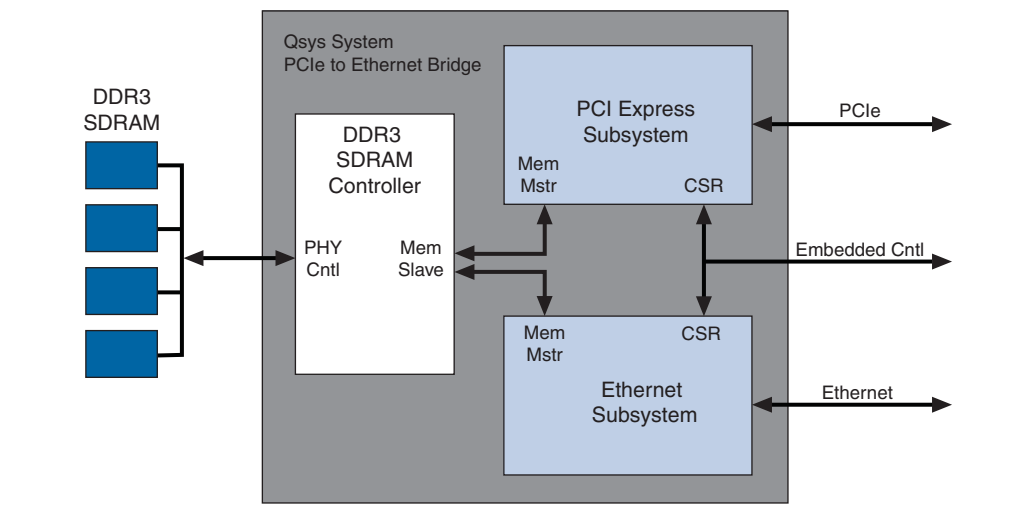 Qsys System
PCIe to Ethernet Bridge
DDR3
SDRAM
DDR3
SDRAM
Controller
PHY
Cntl
Mem
Slave
PCI Express
Subsystem
Mem
Mstr
CSR
PCIe
Embedded Cntl
Mem
Mstr
CSR
Ethernet
Subsystem
Ethernet